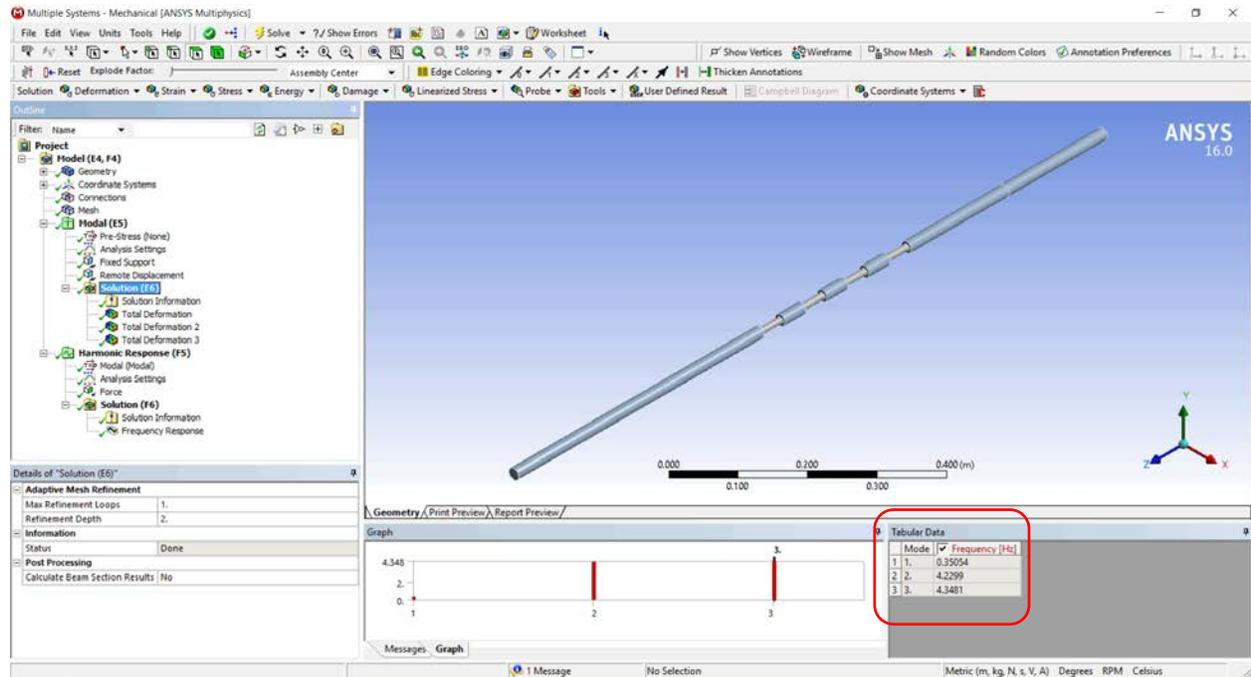 Multiple Systems - Mechanical [ANSYS Multiphysics]
File Edit View Units Tools Help Solve ?/ Show Errors A Worksheet
Show Vertices Wireframe Show Mesh Random Colors Annotation Preferences
Reset Explode Factor: Assembly Center Edge Coloring Thicken Annotations
Solution Deformation Strain Stress Energy Damage Linearized Stress Probe Tools User Defined Result Campbell Diagram Coordinate Systems
Outline
Filter: Name
Project
Model (E4, F4)
Geometry
Coordinate Systems
Connections
Mesh
Modal (E5)
Pre-Stress (None)
Analysis Settings
Fixed Support
Remote Displacement
Solution (E6)
Solution Information
Total Deformation
Total Deformation 2
Total Deformation 3
Harmonic Response (F5)
Modal (Modal)
Analysis Settings
Force
Solution (F6)
Solution Information
Frequency Response
ANSYS
16.0
Y
Z X
0.000 0.200 0.400 (m)
0.100 0.300
Geometry Print Preview Report Preview
Details of "Solution (E6)"
Adaptive Mesh Refinement
Max Refinement Loops 1.
Refinement Depth 2.
Information
Status Done
Post Processing
Calculate Beam Section Results No
Graph
4.348
2.
0.
3.
1 2 3
Messages Graph
Tabular Data
Mode Frequency [Hz]
1 1. 0.35054
2 2. 4.2299
3 3. 4.3481
1 Message No Selection Metric (m, kg, N, s, V, A) Degrees RPM Celsius